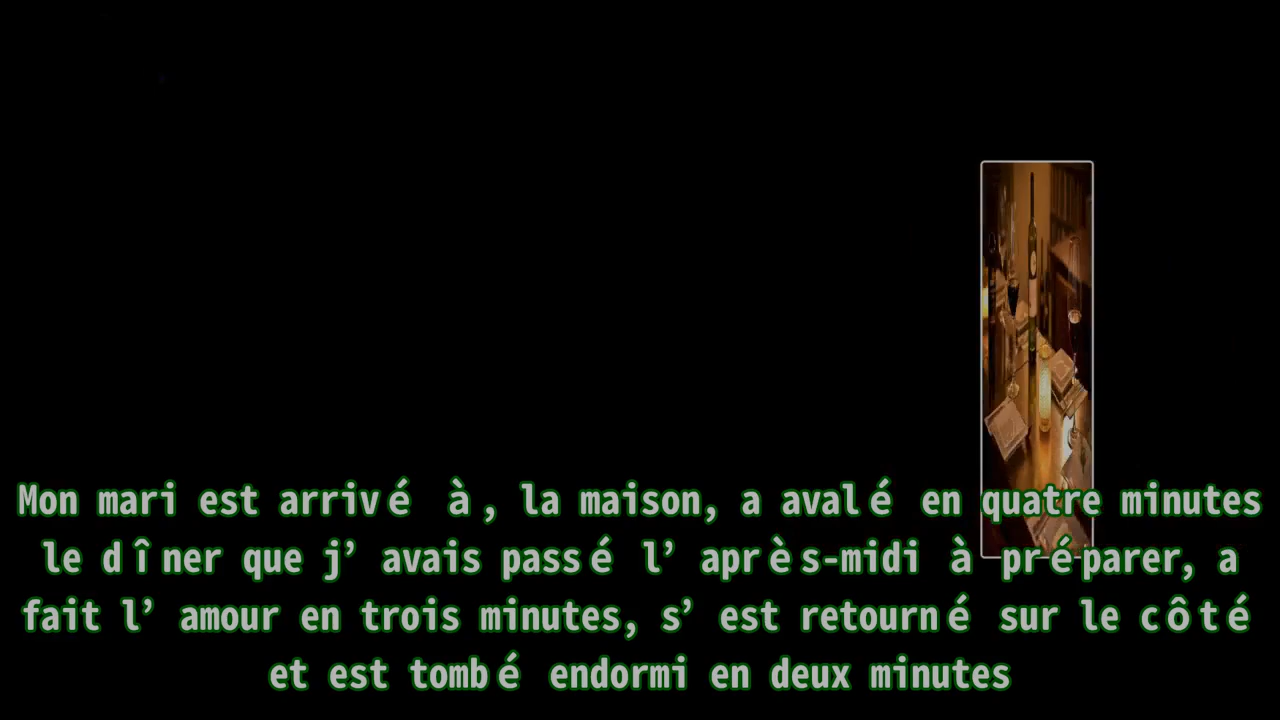 Mon mari est arrivé à, la maison, a avalé en quatre minutes
le dîner que j’ avais passé l’ après-midi à préparer, a
fait l’ amour en trois minutes, s’ est retourné sur le côté
et est tombé endormi en deux minutes